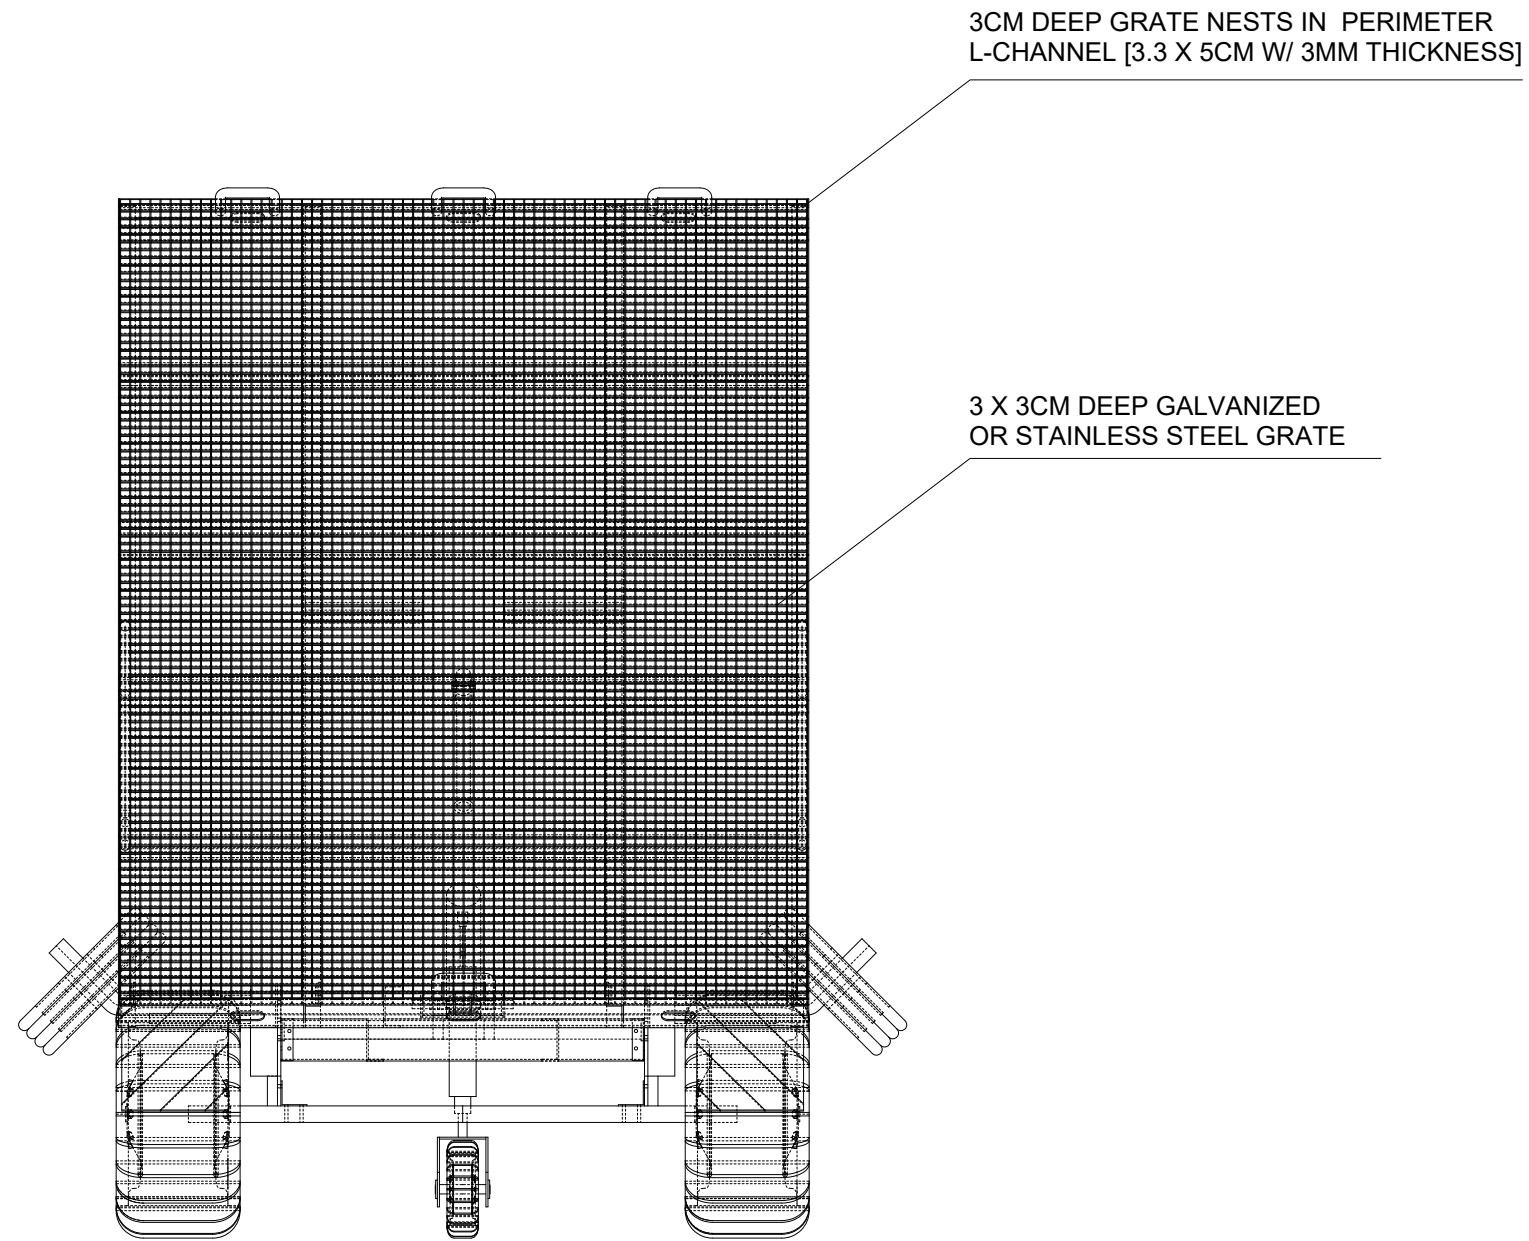 3CM DEEP GRATE NESTS IN PERIMETER
L-CHANNEL [3.3 X 5CM W/ 3MM THICKNESS]
3 X 3CM DEEP GALVANIZED
OR STAINLESS STEEL GRATE